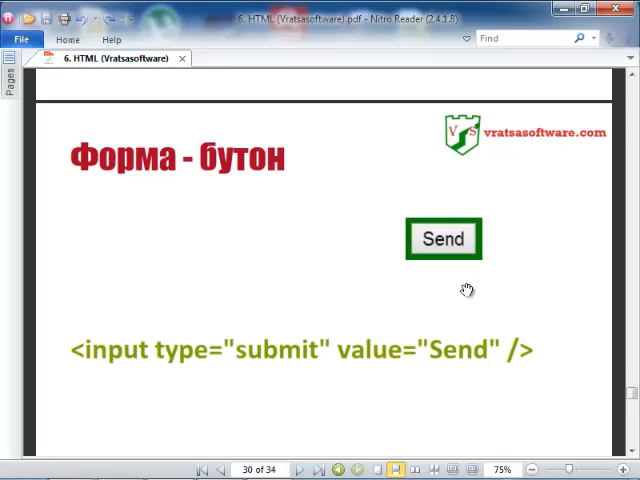 6. HTML (Vratsasoftware).pdf - Nitro Reader (2.4.1.8)
File
Home
Help
Find
6. HTML (Vratsasoftware)
Pages
V S
vratsasoftware.com
Форма - бутон
Send
<input type="submit" value="Send" />
30 of 34
75%